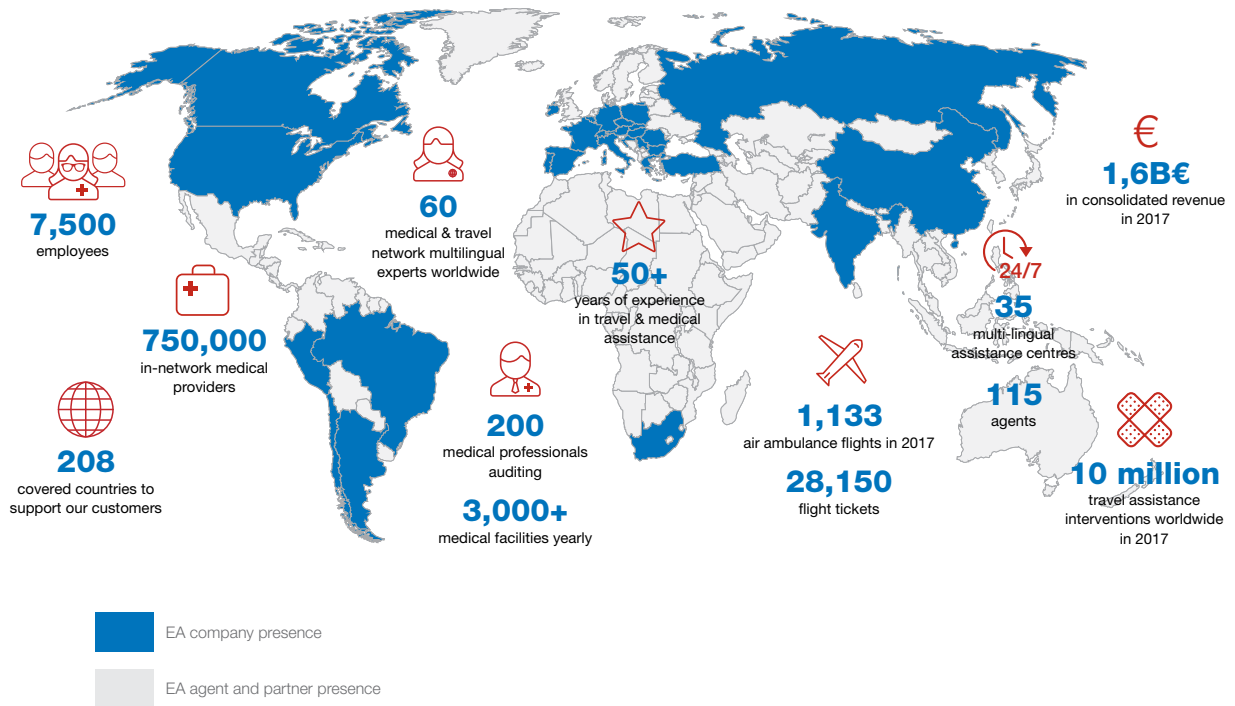 7,500
employees
750,000
in-network medical
providers
208
covered countries to
support our customers
60
medical & travel
network multilingual
experts worldwide
200
medical professionals
auditing
3,000+
medical facilities yearly
50+
years of experience
in travel & medical
assistance
1,133
air ambulance flights in 2017
28,150
flight tickets
€
1,6B€
in consolidated revenue
in 2017
24/7
35
multi-lingual
assistance centres
115
agents
10 million
travel assistance
interventions worldwide
in 2017
EA company presence
EA agent and partner presence